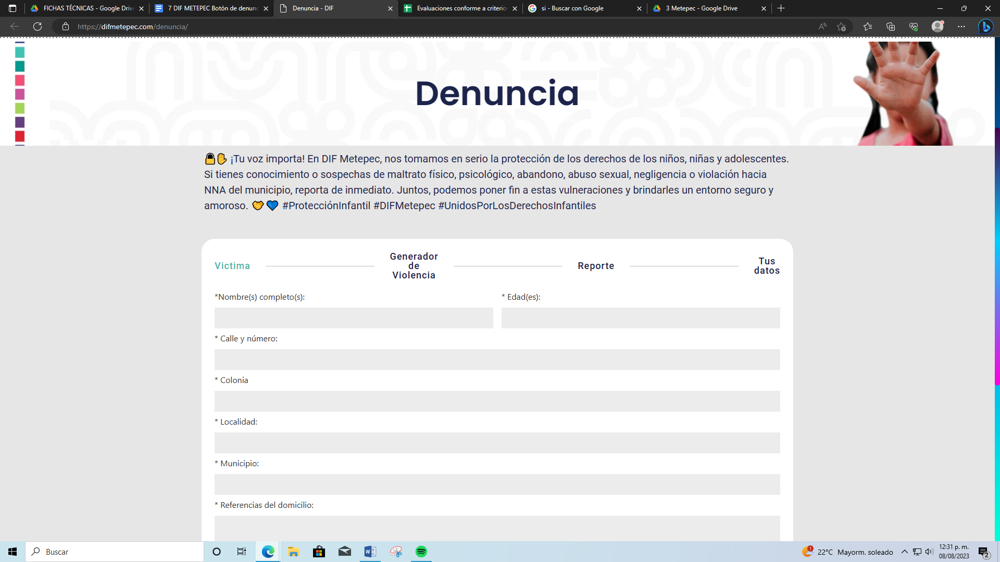 FICHAS TÉCNICAS - Google Drive
7 DIF METEPEC Botón de denunc
Denuncia - DIF
Evaluaciones conforme a criterios
si - Buscar con Google
3 Metepec - Google Drive
https://difmetepec.com/denuncia/
Denuncia
¡Tu voz importa! En DIF Metepec, nos tomamos en serio la protección de los derechos de los niños, niñas y adolescentes.
Si tienes conocimiento o sospechas de maltrato físico, psicológico, abandono, abuso sexual, negligencia o violación hacia
NNA del municipio, reporta de inmediato. Juntos, podemos poner fin a estas vulneraciones y brindarles un entorno seguro y
amoroso. #ProtecciónInfantil #DIFMetepec #UnidosPorLosDerechosInfantiles
Victima
Generador
de
Violencia
Reporte
Tus
datos
*Nombre(s) completo(s):
* Edad(es):
* Calle y número:
* Colonia
* Localidad:
* Municipio:
* Referencias del domicilio:
Buscar
1
22°C Mayorm. soleado
12:31 p. m.
08/08/2023
2